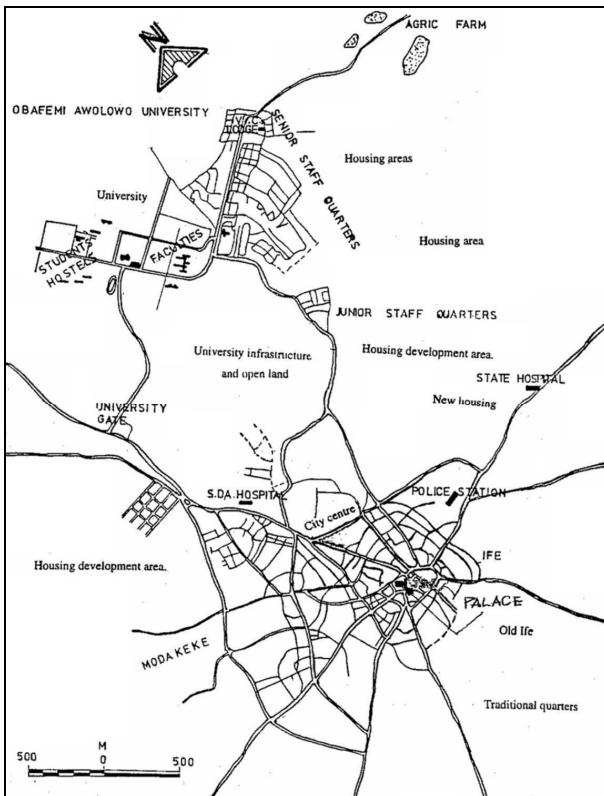 AGRIC FARM
N
OBAFEMI AWOLOWO UNIVERSITY
V.C.
LODGE
SENIOR STAFF QUARTERS
Housing areas
University
Housing area
FACULTIES
STUDENTS
HOSTELS
JUNIOR STAFF QUARTERS
University infrastructure
and open land
Housing development area.
STATE HOSPITAL
New housing
UNIVERSITY
GATE
S.DA. HOSPITAL
POLICE STATION
City centre
IFE
Housing development area.
PALACE
Old Ife
MODAKEKE
Traditional quarters
M
500 0 500